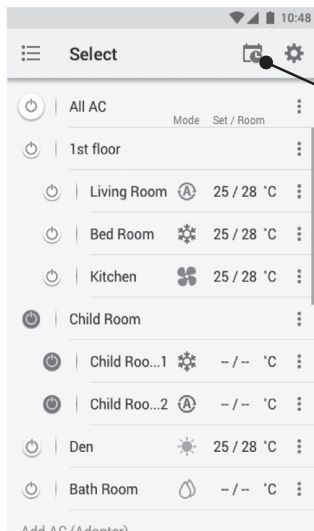 10:48
Select
All AC
Mode Set / Room
1st floor
Living Room A 25 / 28 °C
Bed Room 25 / 28 °C
Kitchen 25 / 28 °C
Child Room
Child Roo...1 -- / -- °C
Child Roo...2 A -- / -- °C
Den 25 / 28 °C
Bath Room -- / -- °C
Add AC (Adapter)